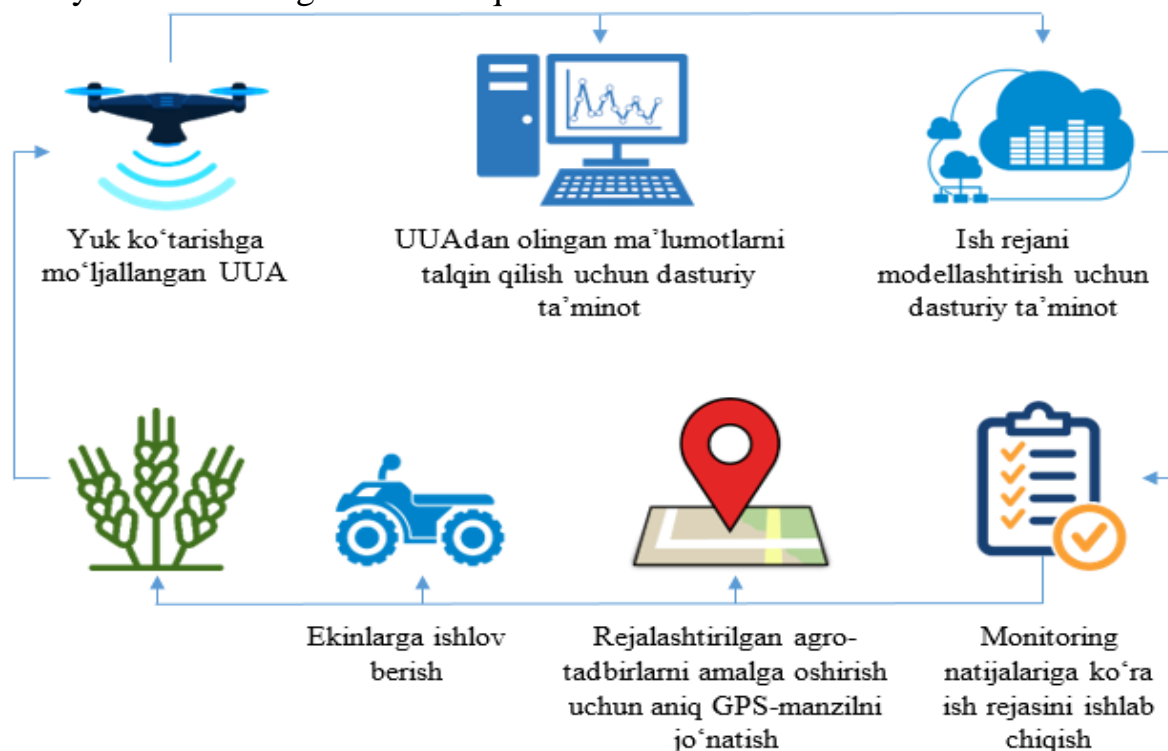 Yuk ko‘tarishga
mo‘ljallangan UUA
UUAdan olingan ma’lumotlarni
talqin qilish uchun dasturiy
ta’minot
Ish rejani
modellashtirish uchun
dasturiy ta’minot
Ekinlarga ishlov
berish
Rejalashtirilgan agro-
tadbirlarni amalga oshirish
uchun aniq GPS-manzilni
jo‘natish
Monitoring
natijalariga ko‘ra
ish rejasini ishlab
chiqish